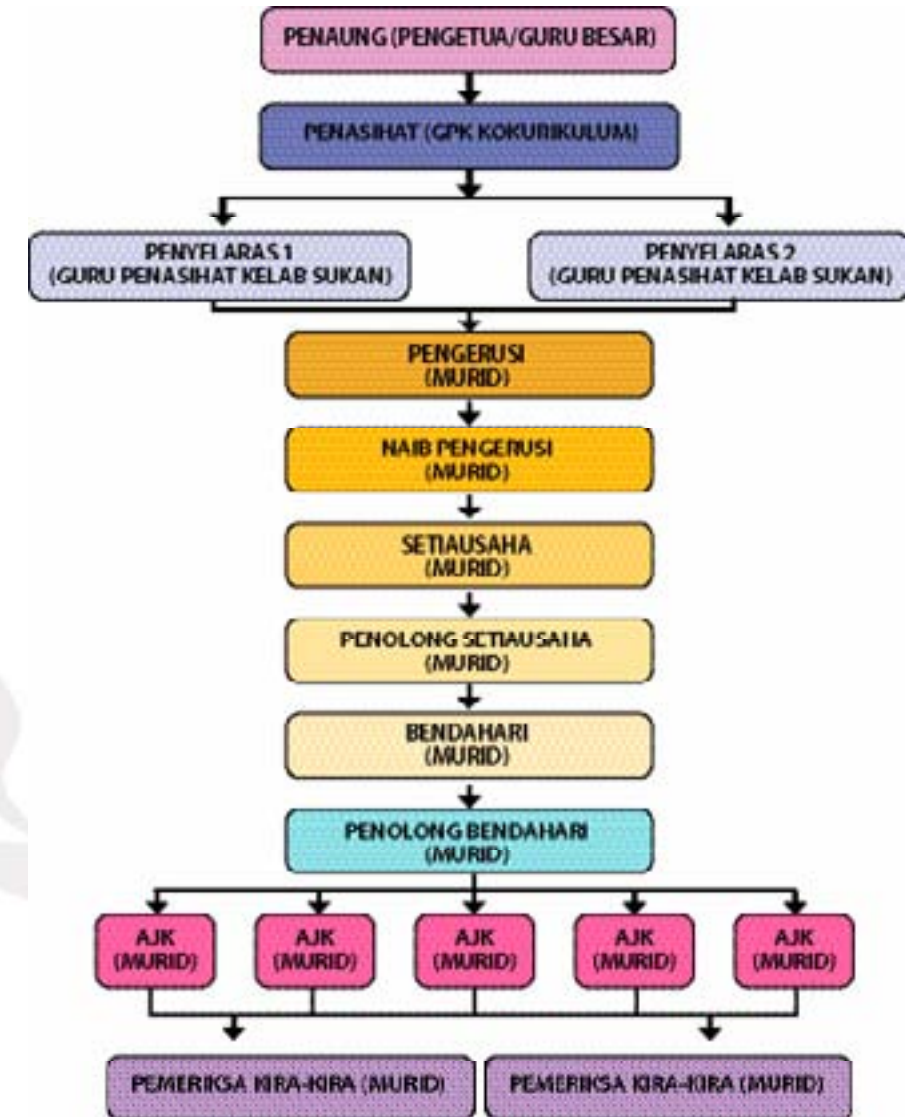 PENAUNG (PENGETUA/GURU BESAR)
PENASIHAT (GPK KOKURIKULUM)
PENYELARAS 1
(GURU PENASIHAT KELAB SUKAN)
PENYELARAS 2
(GURU PENASIHAT KELAB SUKAN)
PENGERUSI
(MURID)
NAIB PENGERUSI
(MURID)
SETIAUSAHA
(MURID)
PENOLONG SETIAUSAHA
(MURID)
BENDAHARI
(MURID)
PENOLONG BENDAHARI
(MURID)
AJK
(MURID)
AJK
(MURID)
AJK
(MURID)
AJK
(MURID)
AJK
(MURID)
PEMERIKSA KIRA-KIRA (MURID)
PEMERIKSA KIRA-KIRA (MURID)